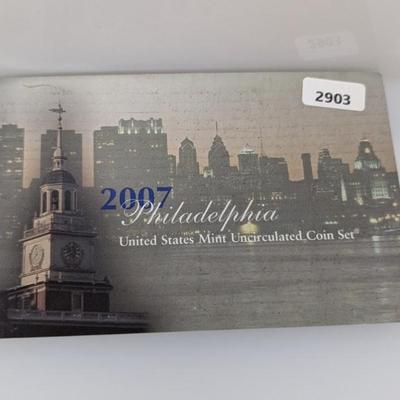 2903
2007
Philadelphia
United States Mint Uncirculated Coin Set